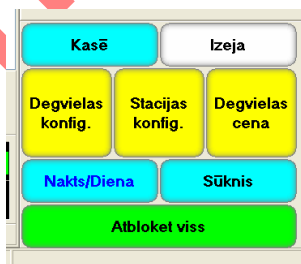 Kasē
Izeja
Degvielas
konfig.
Stacijas
konfig.
Degvielas
cena
Nakts/Diena
Sūknis
Atbloket viss